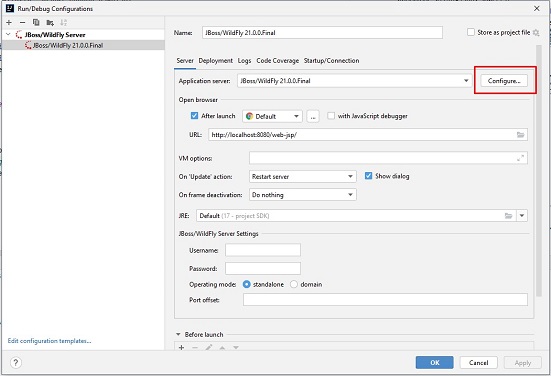 Run/Debug Configurations
JBoss/WildFly Server
JBoss/WildFly 21.0.0.Final
Name: JBoss/WildFly 21.0.0.Final
Store as project file
Server Deployment Logs Code Coverage Startup/Connection
Application server: JBoss/WildFly 21.0.0.Final Configure...
Open browser
After launch Default ... with JavaScript debugger
URL: http://localhost:8080/web-jsp/
VM options:
On 'Update' action: Restart server Show dialog
On frame deactivation: Do nothing
JRE: Default (17 - project SDK)
JBoss/WildFly Server Settings
Username:
Password:
Operating mode: standalone domain
Port offset:
Before launch
Edit configuration templates...
? OK Cancel Apply